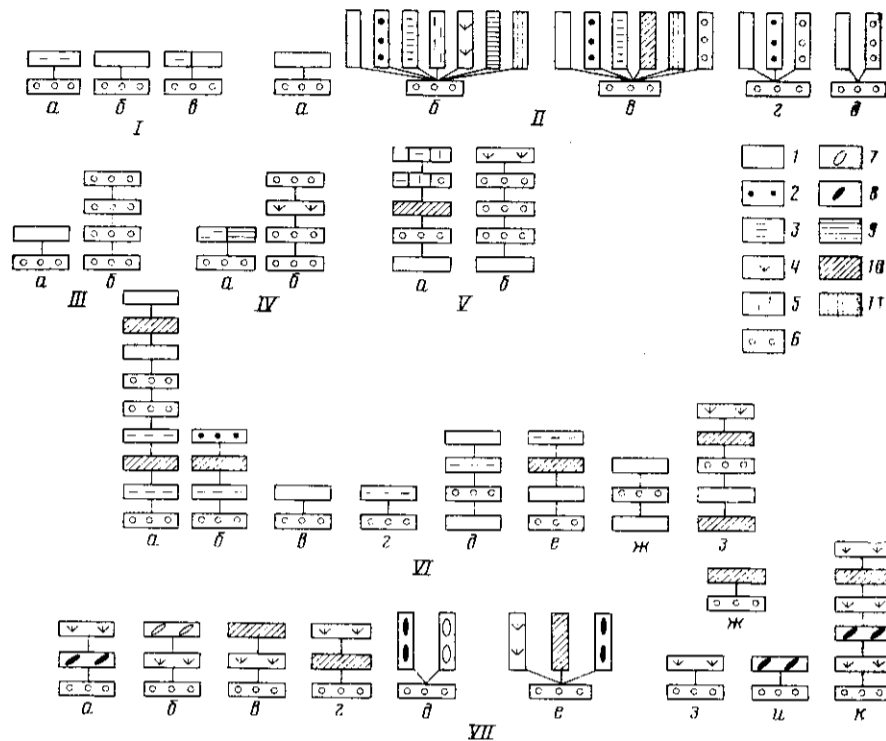 а б в
I
а б в г д
II
1 7
2 8
3 9
4 10
5 11
6
а б
III
а б
IV
а б
V
а б в г д е ж з
VI
ж
а б в г д е з и к
VII